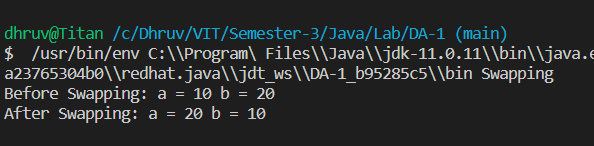 dhruv@Titan /c/Dhruv/VIT/Semester-3/Java/Lab/DA-1 (main)
$  /usr/bin/env C:\\Program\ Files\\Java\\jdk-11.0.11\\bin\\java.e
a23765304b0\\redhat.java\\jdt_ws\\DA-1_b95285c5\\bin Swapping
Before Swapping: a = 10 b = 20
After Swapping: a = 20 b = 10